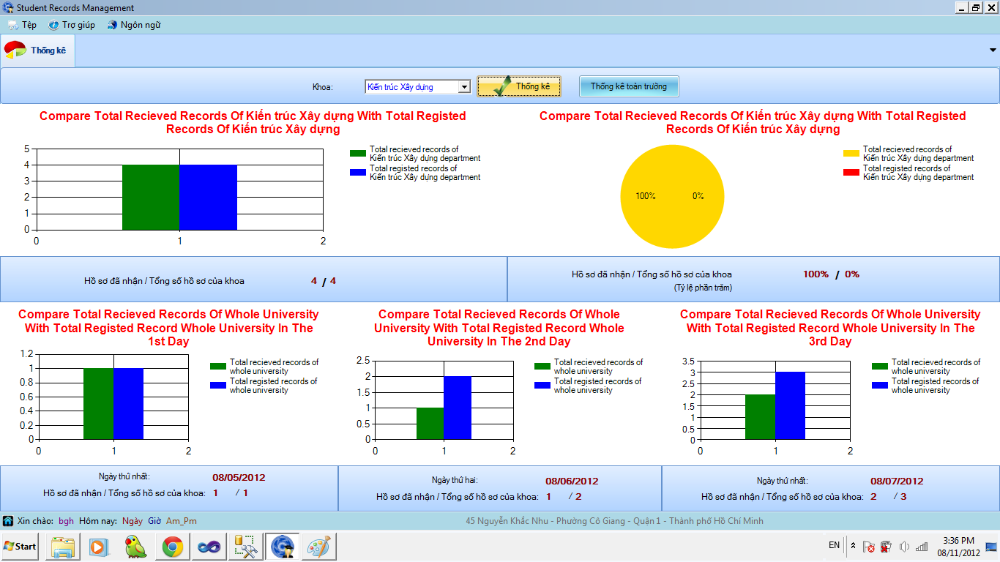 Student Records Management
Tệp Trợ giúp Ngôn ngữ
Thống kê
Khoa: Kiến trúc Xây dựng Thống kê Thống kê toàn trường
Compare Total Recieved Records Of Kiến trúc Xây dựng With Total Registed
Records Of Kiến trúc Xây dựng
5
4
3
2
1
0
0 1 2
Total recieved records of
Kiến trúc Xây dựng department
Total registed records of
Kiến trúc Xây dựng department
Compare Total Recieved Records Of Kiến trúc Xây dựng With Total Registed
Records Of Kiến trúc Xây dựng
100% 0%
Total recieved records of
Kiến trúc Xây dựng department
Total registed records of
Kiến trúc Xây dựng department
Hồ sơ đã nhận / Tổng số hồ sơ của khoa 4 / 4
Hồ sơ đã nhận / Tổng số hồ sơ của khoa 100% / 0%
(Tỷ lệ phần trăm)
Compare Total Recieved Records Of Whole University
With Total Registed Record Whole University In The
1st Day
1.2
1
0.8
0.6
0.4
0.2
0
0 1 2
Total recieved records of
whole university
Total registed records of
whole university
Compare Total Recieved Records Of Whole
University With Total Registed Record Whole
University In The 2nd Day
2.5
2
1.5
1
0.5
0
0 1 2
Total recieved records of
whole university
Total registed records of
whole university
Compare Total Recieved Records Of Whole University
With Total Registed Record Whole University In The
3rd Day
3.5
3
2.5
2
1.5
1
0.5
0
0 1 2
Total recieved records of
whole university
Total registed records of
whole university
Ngày thứ nhất: 08/05/2012
Hồ sơ đã nhận / Tổng số hồ sơ của khoa: 1 / 1
Ngày thứ hai: 08/06/2012
Hồ sơ đã nhận / Tổng số hồ sơ của khoa: 1 / 2
Ngày thứ nhất: 08/07/2012
Hồ sơ đã nhận / Tổng số hồ sơ của khoa: 2 / 3
Xin chào: bgh Hôm nay: Ngày Giờ Am_Pm 45 Nguyễn Khắc Nhu - Phường Cô Giang - Quận 1 - Thành phố Hồ Chí Minh
Start EN 3:36 PM
08/11/2012